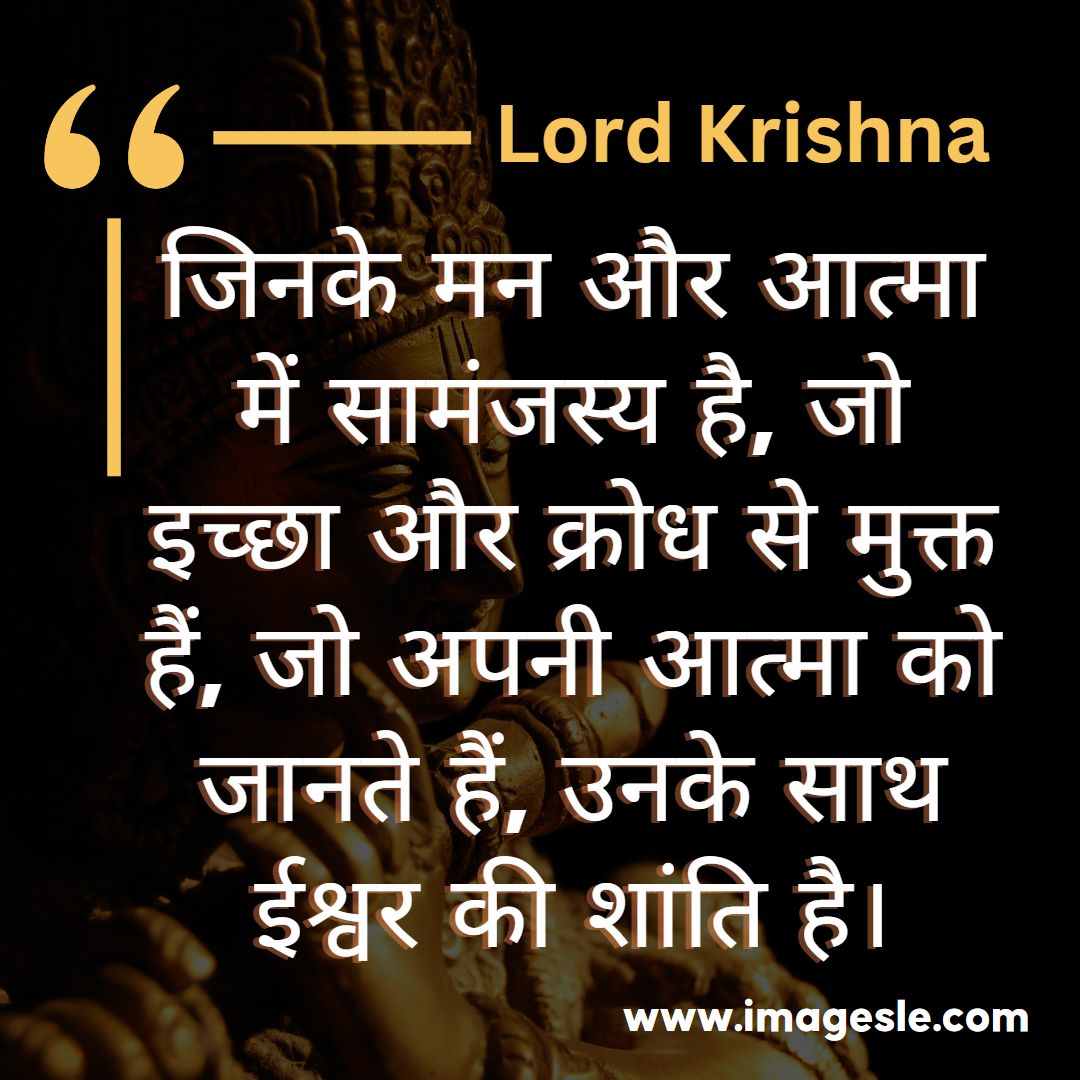 Lord Krishna
जिनके मन और आत्मा
में सामंजस्य है, जो
इच्छा और क्रोध से मुक्त
हैं, जो अपनी आत्मा को
जानते हैं, उनके साथ
ईश्वर की शांति है।
www.imagesle.com